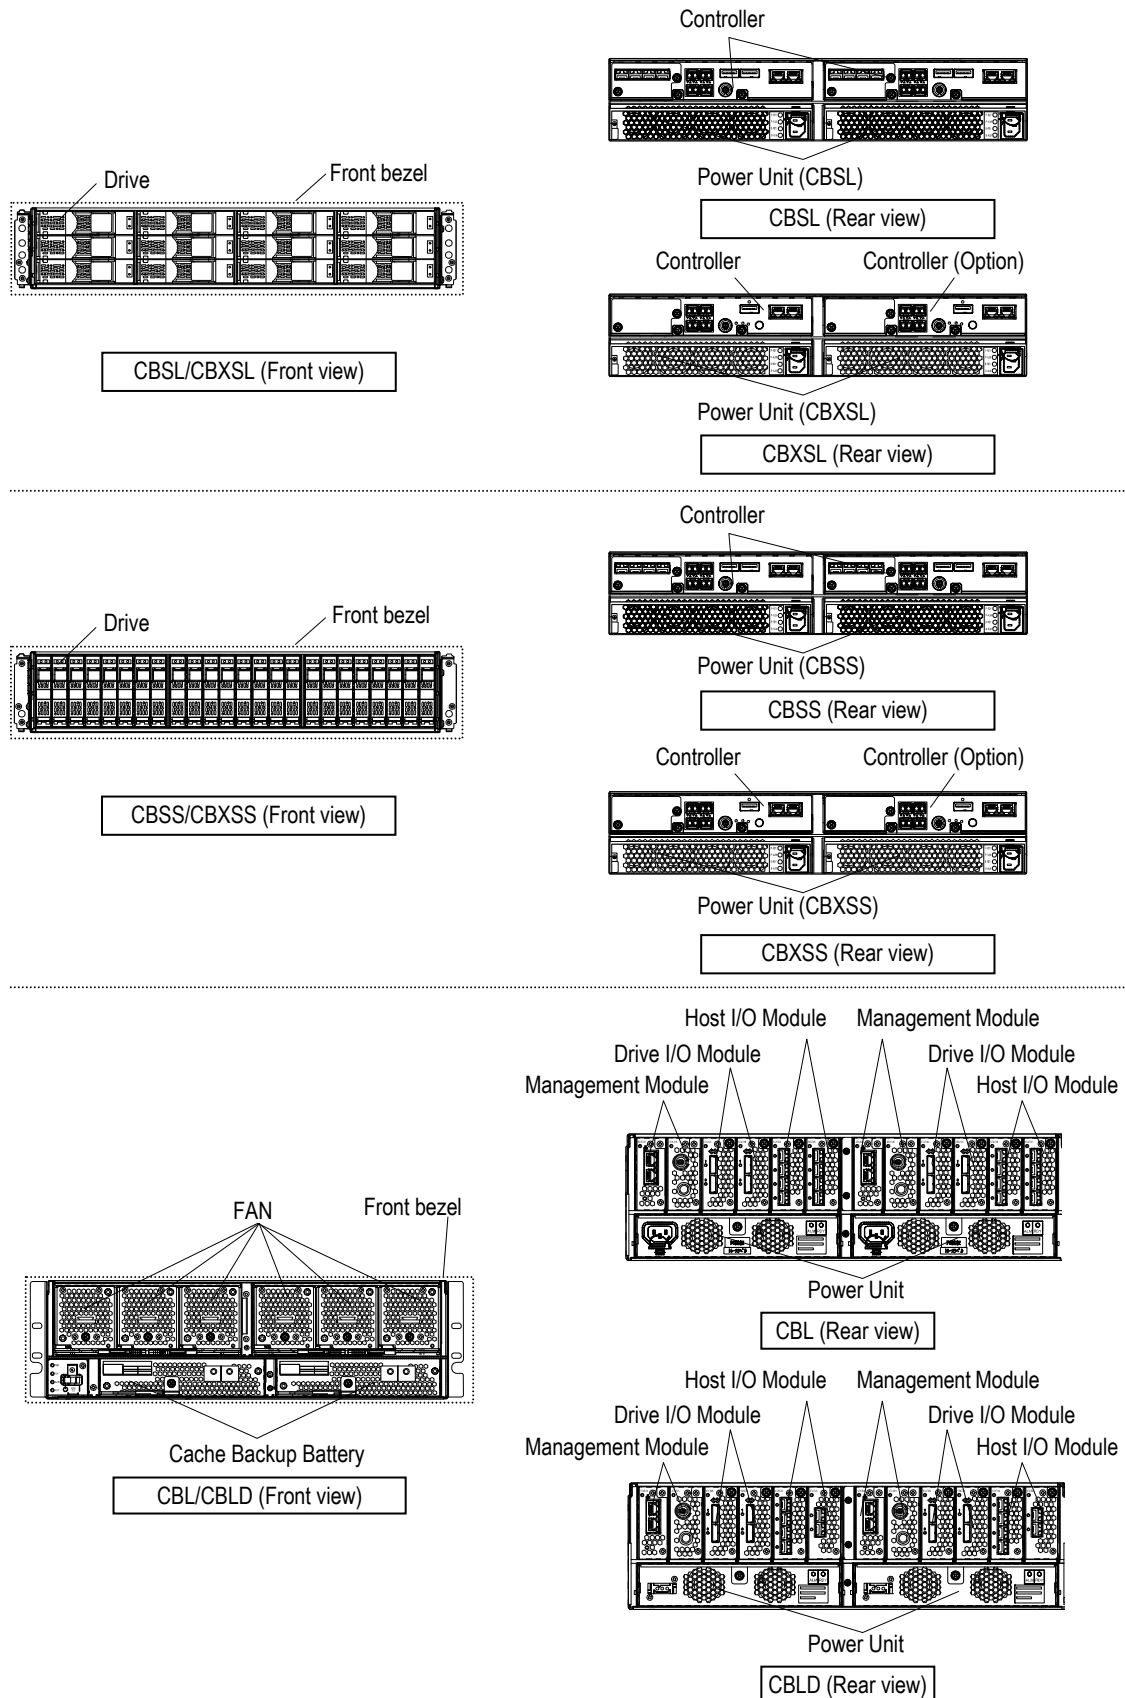 Controller
Power Unit (CBSL)
CBSL (Rear view)
Drive
Front bezel
CBSL/CBXSL (Front view)
Controller
Controller (Option)
Power Unit (CBXSL)
CBXSL (Rear view)
Controller
Power Unit (CBSS)
CBSS (Rear view)
Drive
Front bezel
CBSS/CBXSS (Front view)
Controller
Controller (Option)
Power Unit (CBXSS)
CBXSS (Rear view)
Host I/O Module
Management Module
Drive I/O Module
Drive I/O Module
Management Module
Host I/O Module
FAN
Front bezel
Power Unit
CBL (Rear view)
Cache Backup Battery
CBL/CBLD (Front view)
Host I/O Module
Management Module
Drive I/O Module
Drive I/O Module
Management Module
Host I/O Module
Power Unit
CBLD (Rear view)